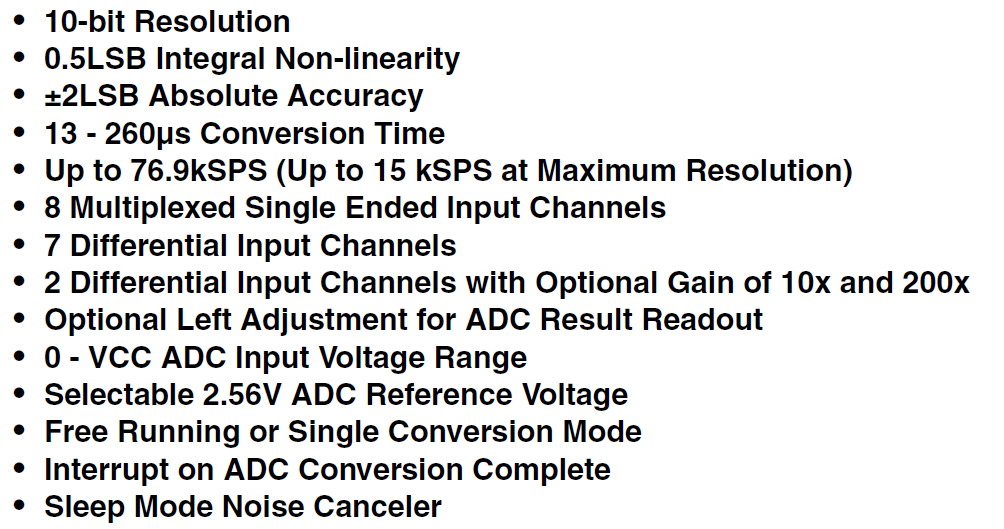 • 10-bit Resolution
• 0.5LSB Integral Non-linearity
• ±2LSB Absolute Accuracy
• 13 - 260µs Conversion Time
• Up to 76.9kSPS (Up to 15 kSPS at Maximum Resolution)
• 8 Multiplexed Single Ended Input Channels
• 7 Differential Input Channels
• 2 Differential Input Channels with Optional Gain of 10x and 200x
• Optional Left Adjustment for ADC Result Readout
• 0 - VCC ADC Input Voltage Range
• Selectable 2.56V ADC Reference Voltage
• Free Running or Single Conversion Mode
• Interrupt on ADC Conversion Complete
• Sleep Mode Noise Canceler